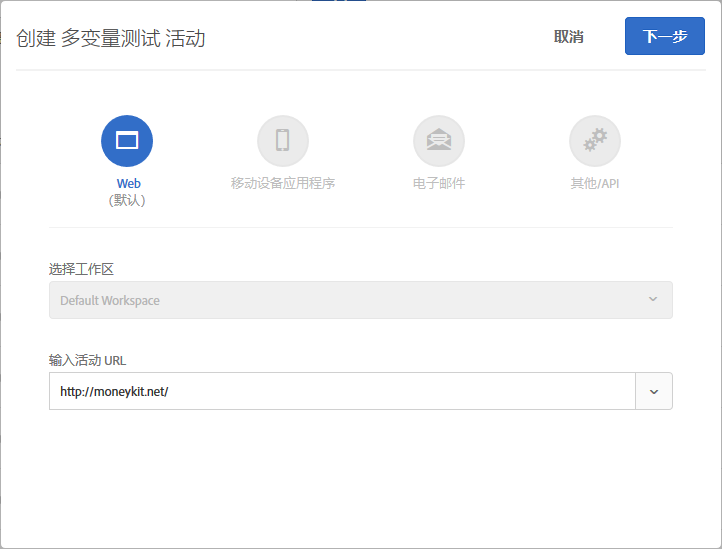 创建 多变量测试 活动
取消
下一步
Web
(默认)
移动设备应用程序
电子邮件
其他/API
选择工作区
Default Workspace
输入活动 URL
http://moneykit.net/